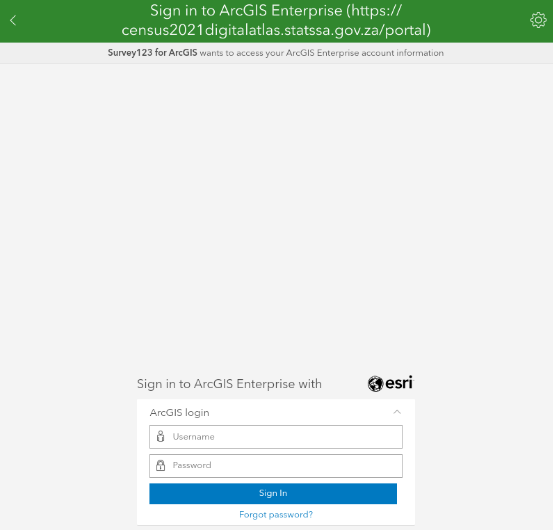 Sign in to ArcGIS Enterprise (https://
census2021digitalatlas.statssa.gov.za/portal)
Survey123 for ArcGIS wants to access your ArcGIS Enterprise account information
Sign in to ArcGIS Enterprise with
esri
ArcGIS login
Username
Password
Sign In
Forgot password?